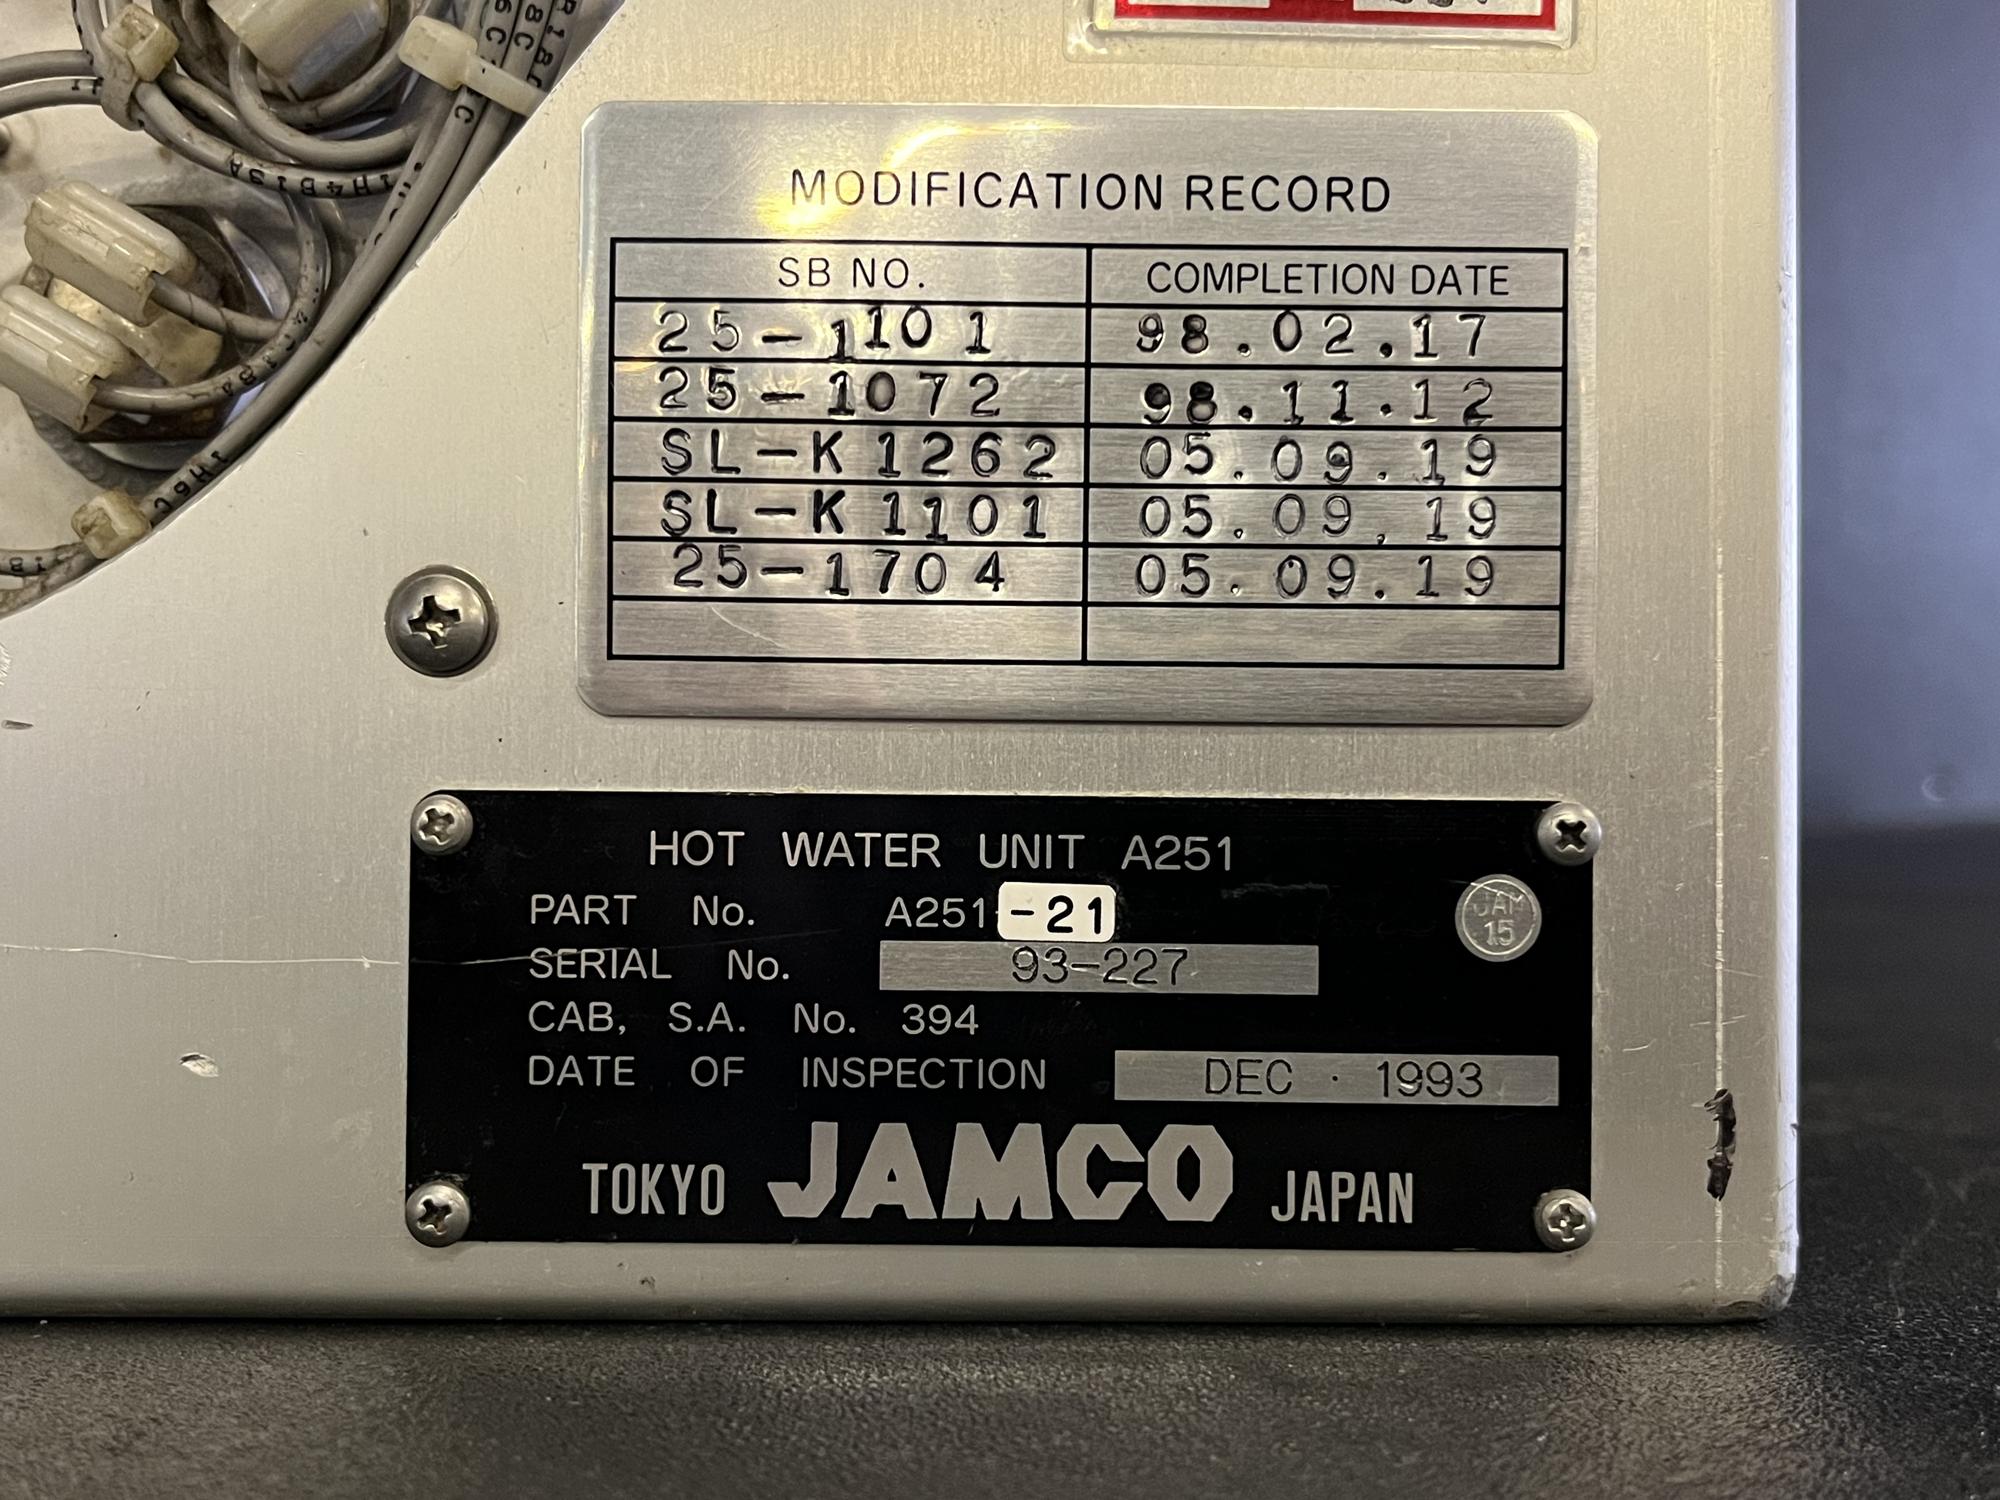 MODIFICATION RECORD
SB NO. COMPLETION DATE
25-1101 98.02.17
25-1072 98.11.12
SL-K1262 05.09.19
SL-K1101 05.09.19
25-1704 05.09.19
HOT WATER UNIT A251
PART No. A251-21
JAM
15
SERIAL No. 93-227
CAB, S.A. No. 394
DATE OF INSPECTION DEC · 1993
TOKYO JAMCO JAPAN